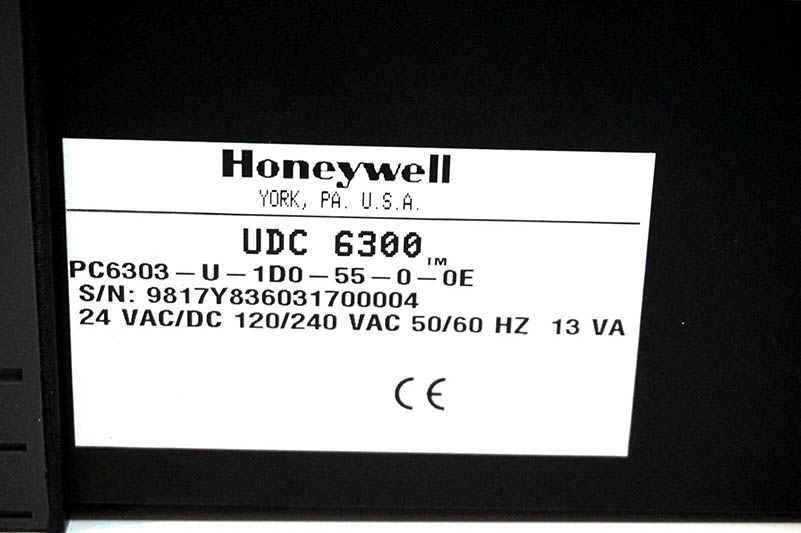 Honeywell
YORK, PA. U.S.A.
UDC 6300™
PC6303-U-1D0-55-0-0E
S/N: 9817Y836031700004
24 VAC/DC 120/240 VAC 50/60 HZ 13 VA
CE